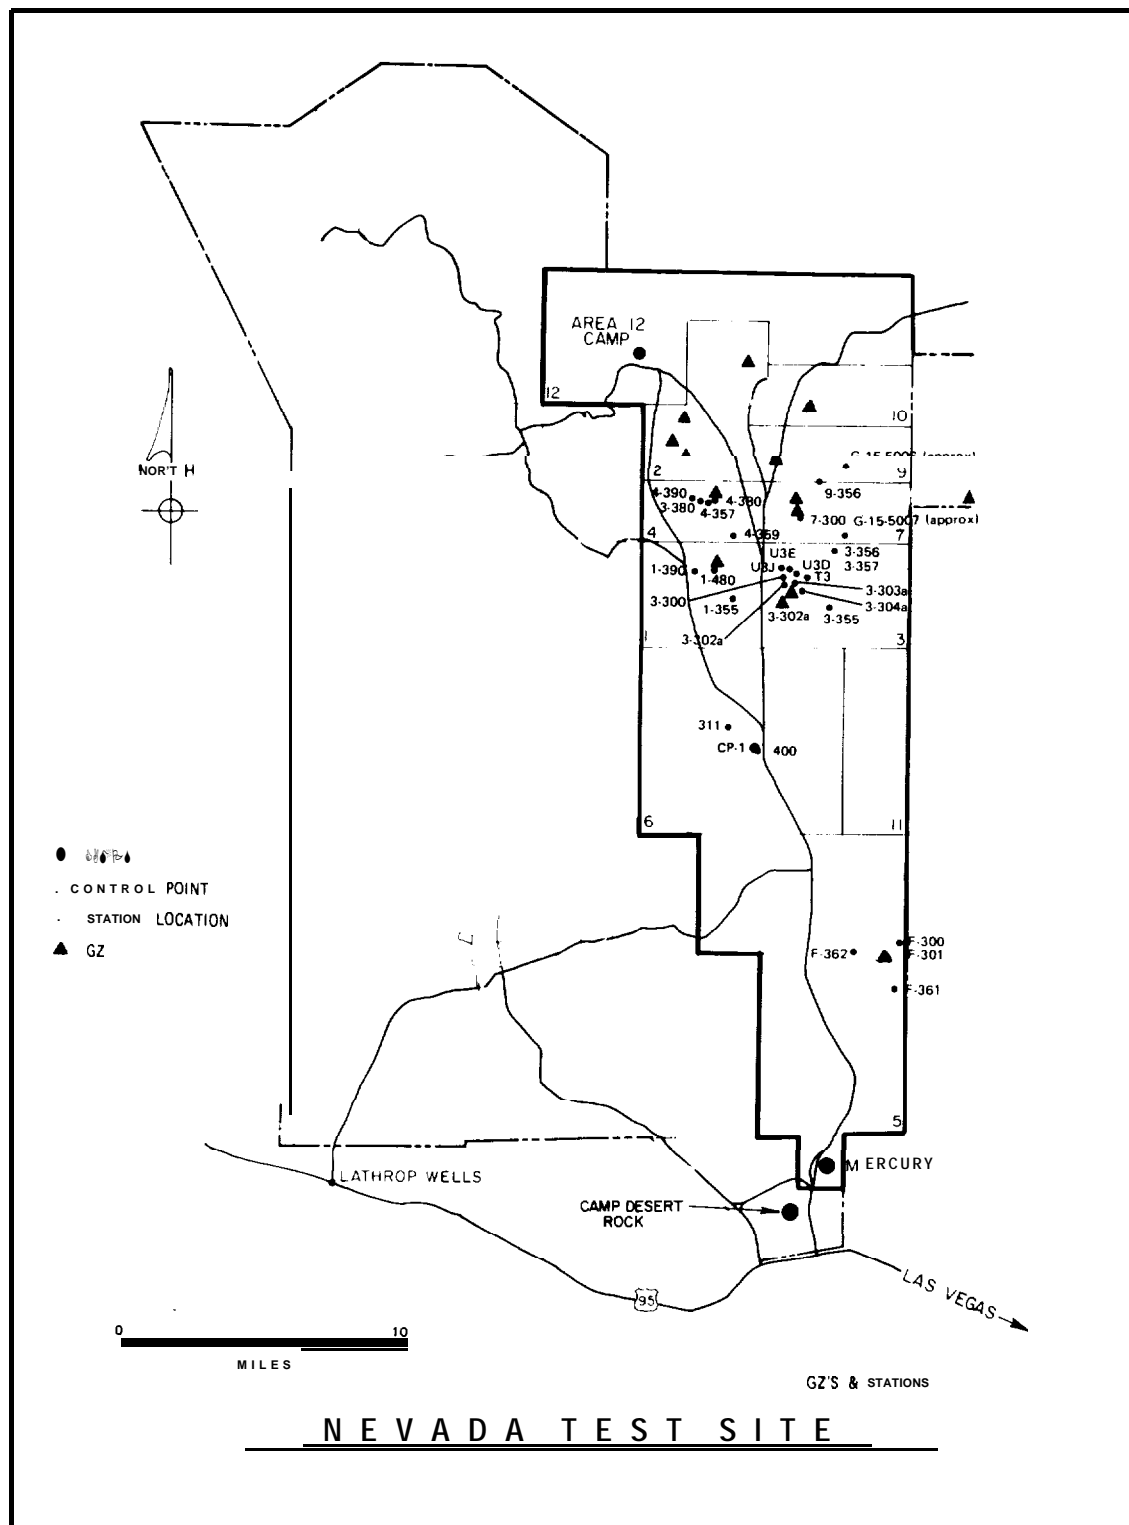 AREA 12
CAMP
12
10
NORTH
G-15-5006 (approx)
2
9
4-390
4-380
9-356
3-380
4-357
7-300
G-15-5007 (approx)
4
4-359
7
U3E
3-356
1-390
U3J
U3D
3-357
1-480
T3
3-303a
3-300
1-355
3-302a
3-355
3-304a
3-302a
1
3
311
CP-1
400
6
11
CONTROL POINT
STATION LOCATION
GZ
F-300
F-362
F-301
F-361
5
MERCURY
LATHROP WELLS
CAMP DESERT
ROCK
95
LAS VEGAS
0
10
MILES
GZ'S & STATIONS
NEVADA TEST SITE